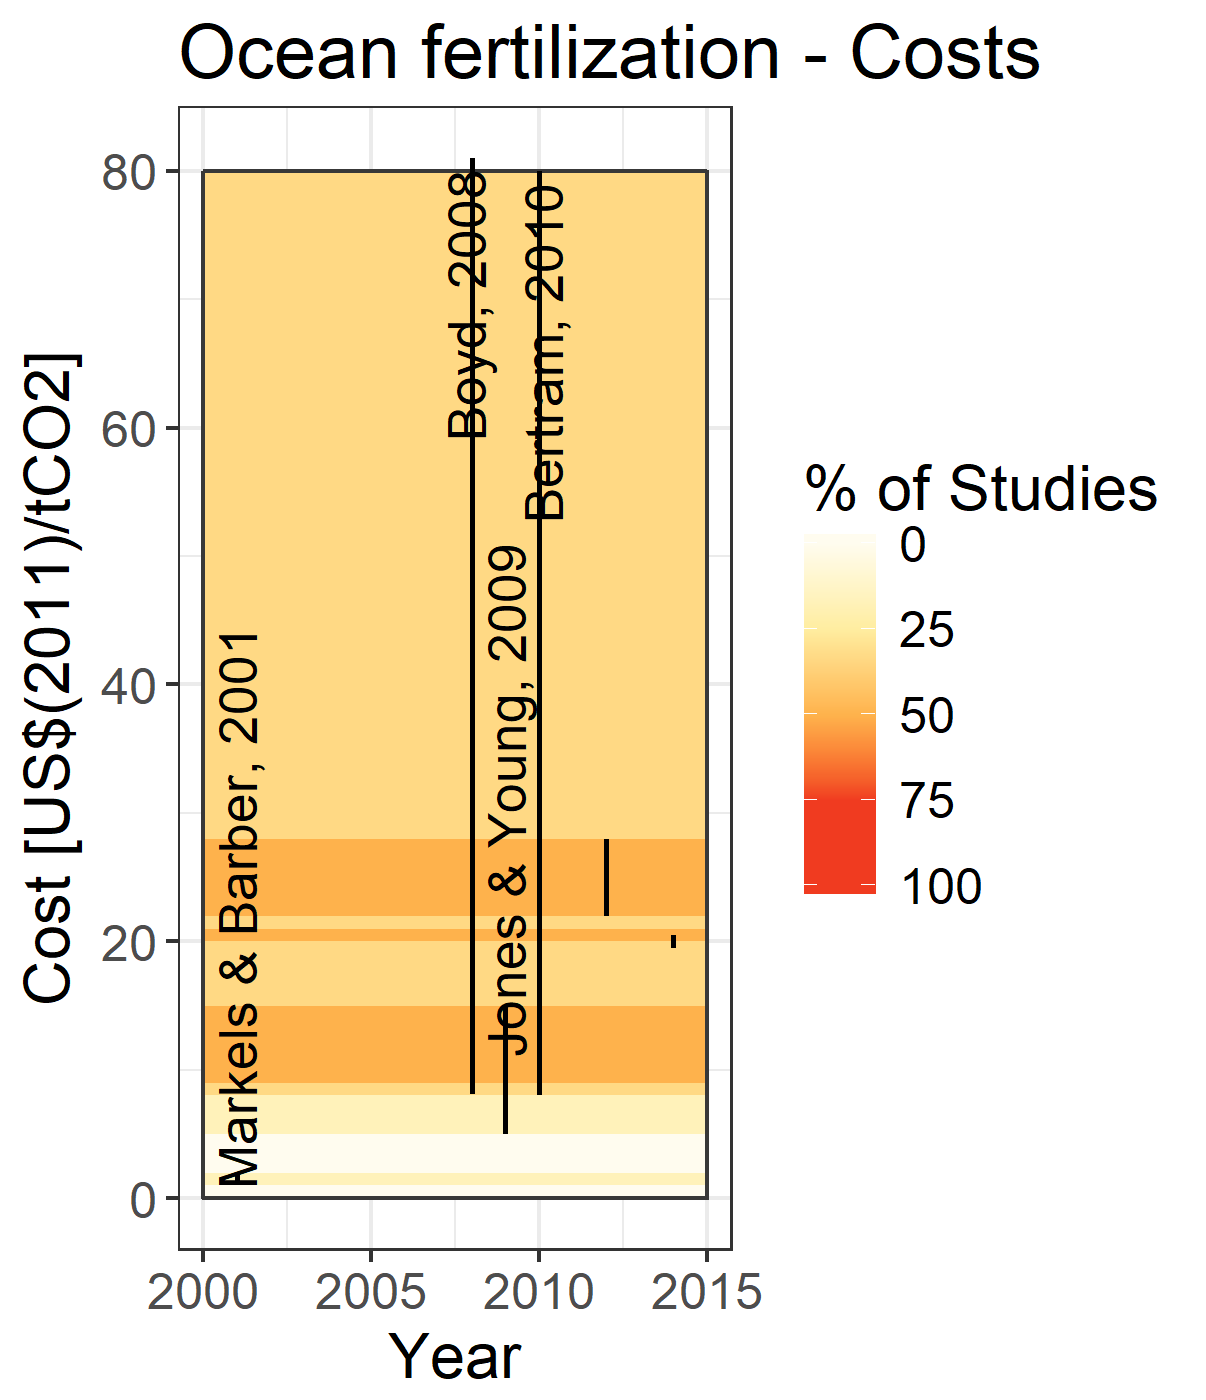 Ocean fertilization - Costs
Cost [US$(2011)/tCO2]
80
60
40
20
0
Markels & Barber, 2001
Boyd, 2008
Jones & Young, 2009
Bertram, 2010
2000 2005 2010 2015
Year
% of Studies
0
25
50
75
100